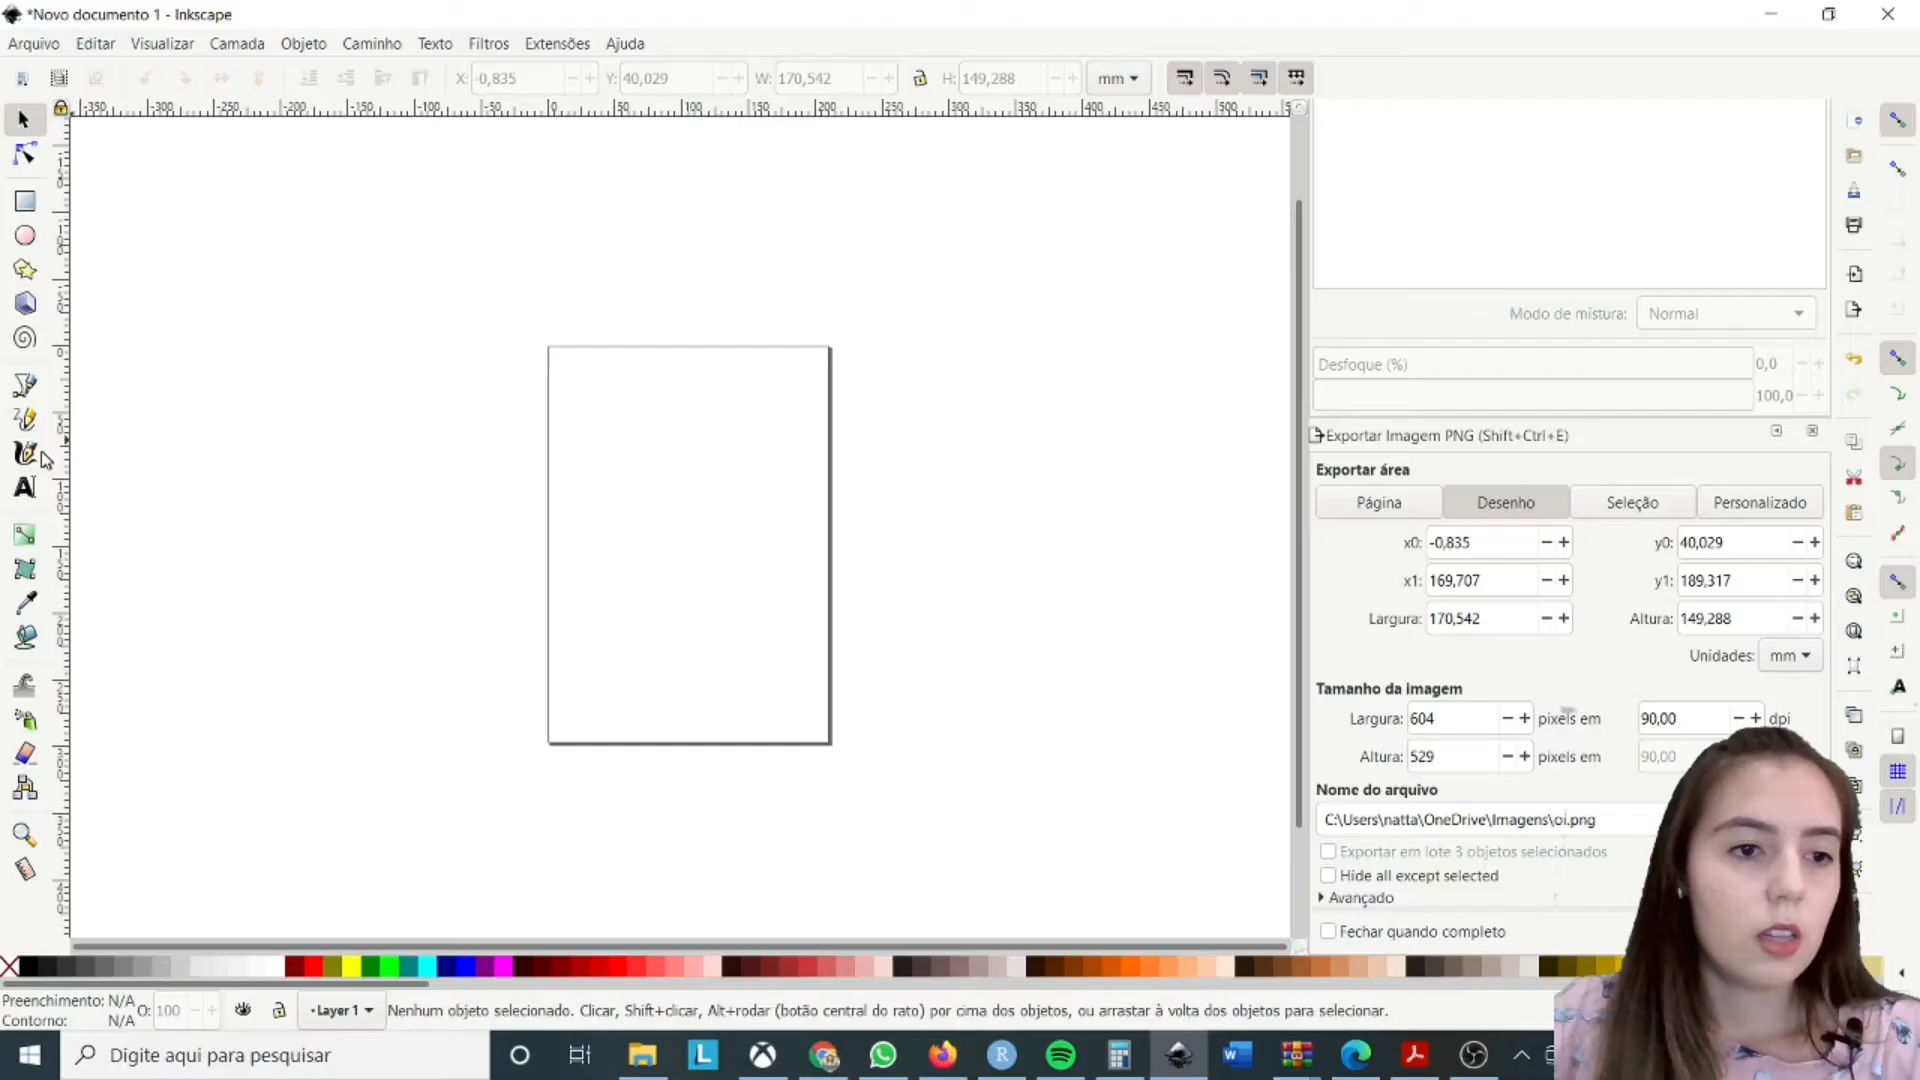 *Novo documento 1 - Inkscape
Arquivo Editar Visualizar Camada Objeto Caminho Texto Filtros Extensões Ajuda
X: -0,835 Y: 40,029 W: 170,542 H: 149,288 mm
Modo de mistura: Normal
Desfoque (%) 0,0
100,0
Exportar Imagem PNG (Shift+Ctrl+E)
Exportar área
Página Desenho Seleção Personalizado
x0: -0,835 y0: 40,029
x1: 169,707 y1: 189,317
Largura: 170,542 Altura: 149,288
Unidades: mm
Tamanho da imagem
Largura: 604 pixels em 90,00 dpi
Altura: 529 pixels em 90,00
Nome do arquivo
C:\Users\natta\OneDrive\Imagens\oi.png
Exportar em lote 3 objetos selecionados
Hide all except selected
Avançado
Fechar quando completo
Preenchimento: N/A
Contorno: N/A
O: 100
Layer 1
Nenhum objeto selecionado. Clicar, Shift+clicar, Alt+rodar (botão central do rato) por cima dos objetos, ou arrastar à volta dos objetos para selecionar.
Digite aqui para pesquisar